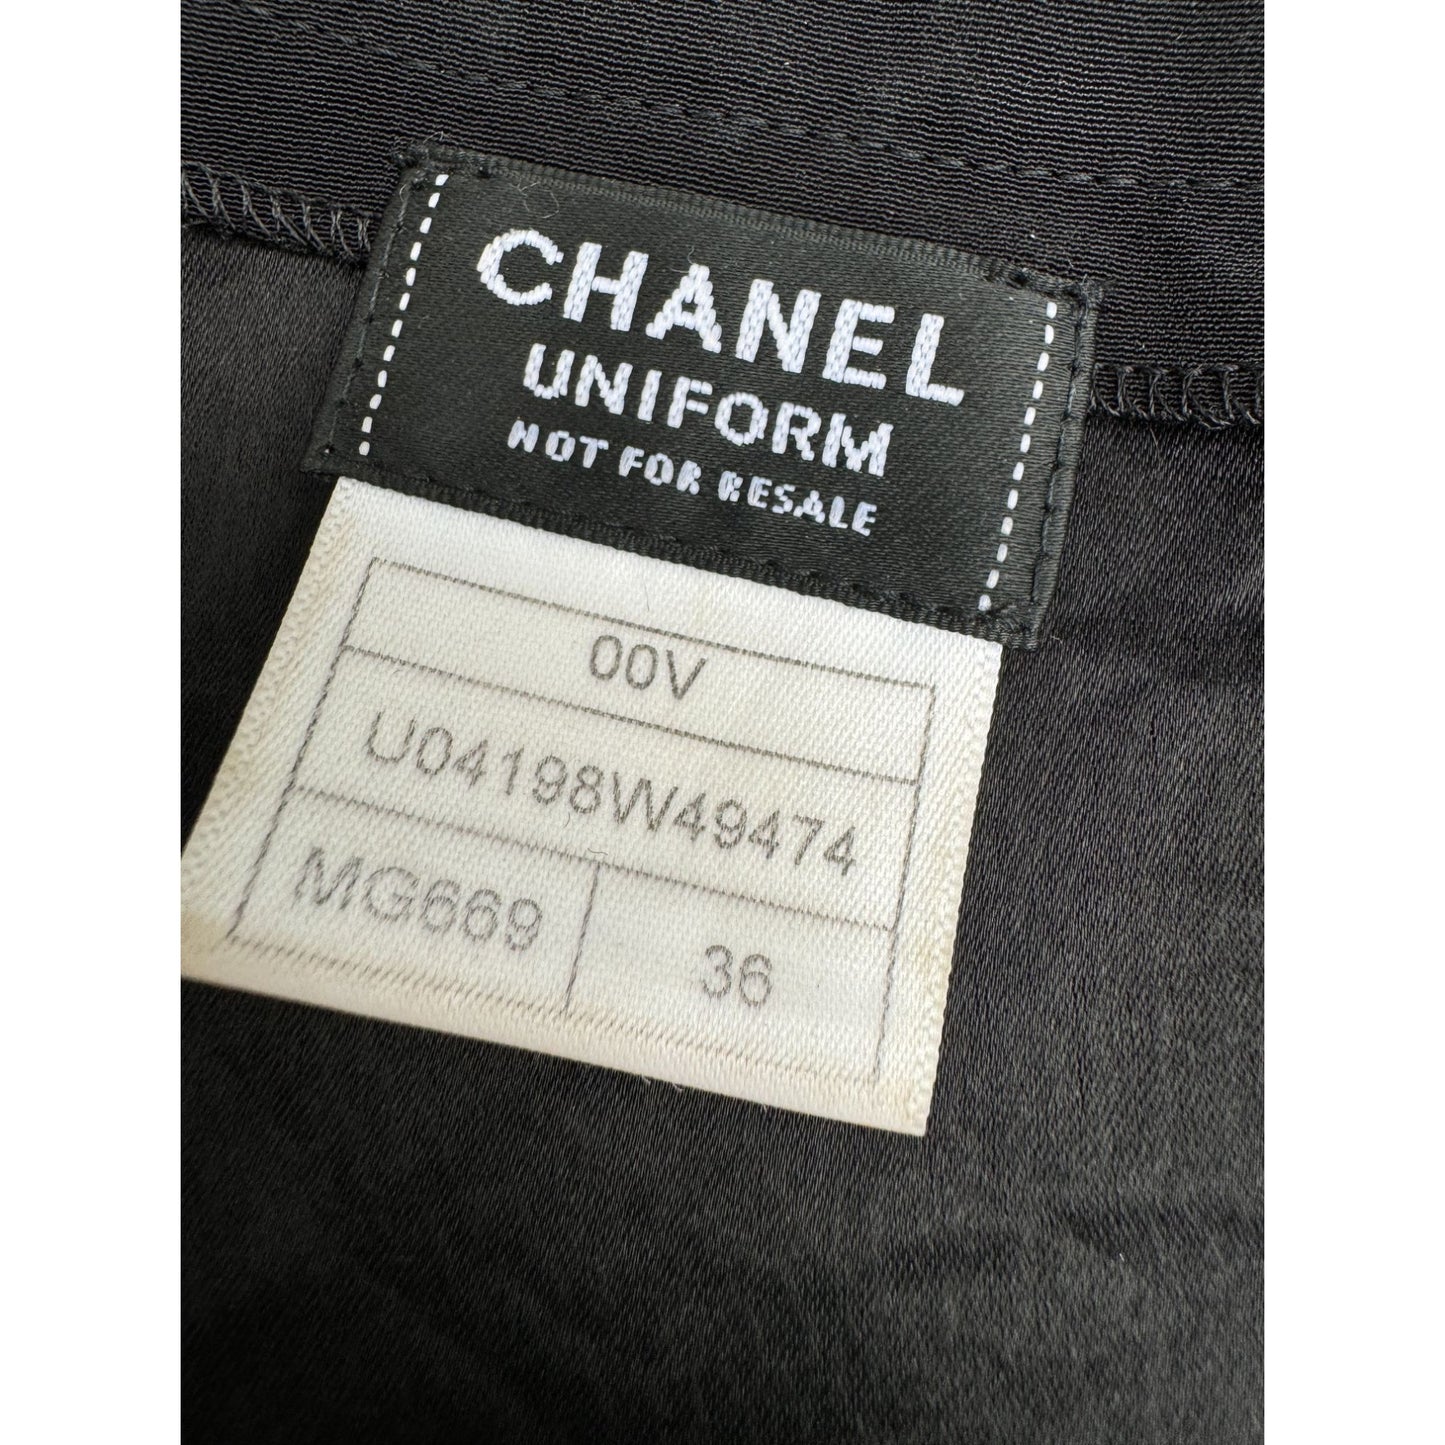 CHANEL
UNIFORM
NOT FOR RESALE
00V
U04198W49474
MG669 36